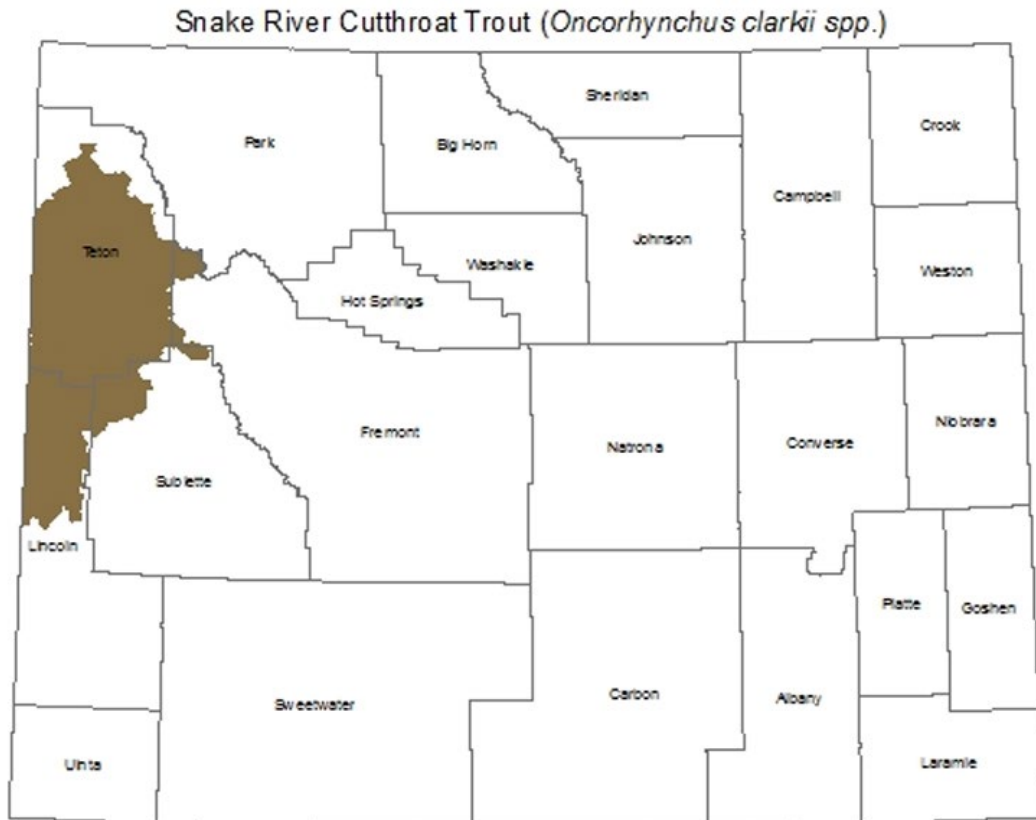 Snake River Cutthroat Trout (Oncorhynchus clarkii spp.)
Sheridan
Crook
Park
Big Horn
Campbell
Johnson
Teton
Washakie
Weston
Hot Springs
Niobrara
Fremont
Natrona
Converse
Sublette
Lincoln
Platte
Goshen
Carbon
Albany
Sweetwater
Uinta
Laramie